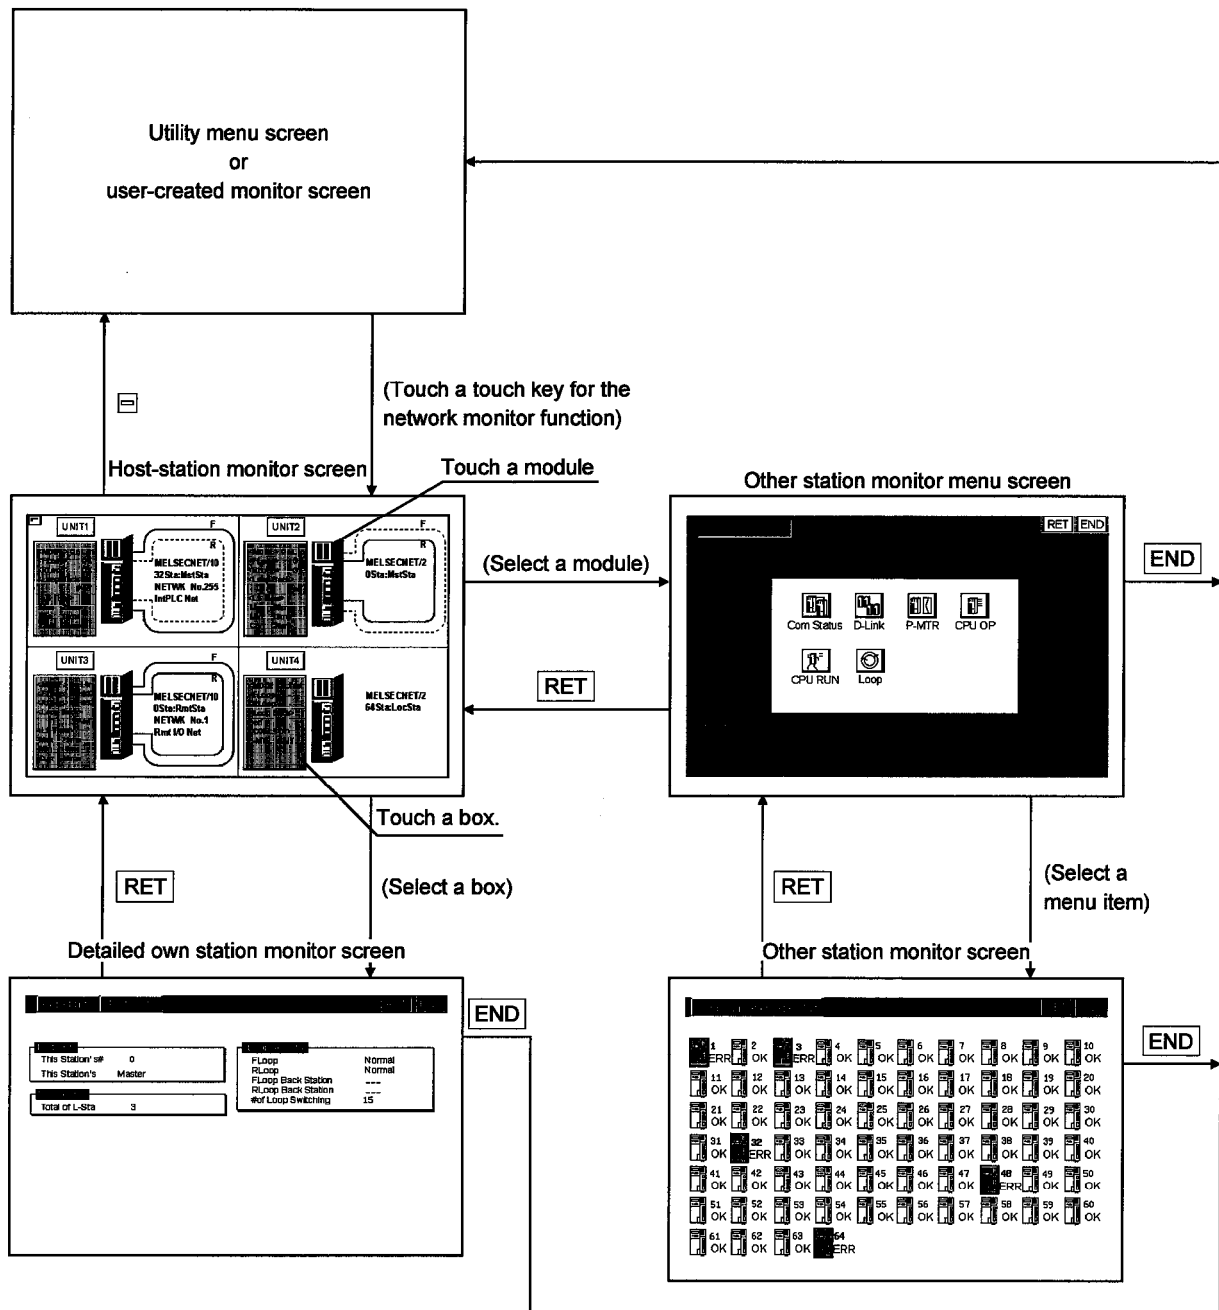 Utility menu screen
or
user-created monitor screen
(Touch a touch key for the
network monitor function)
Host-station monitor screen
Touch a module
UNIT1
F
R
MELSECNET/10
32Sta:MstSta
NETWK No.255
IntPLC Net
UNIT2
F
R
MELSECNET/2
0Sta:MstSta
UNIT3
F
R
MELSECNET/10
0Sta:RmtSta
NETWK No.1
Rmt I/O Net
UNIT4
MELSECNET/2
64Sta:LocSta
(Select a module)
RET
Other station monitor menu screen
RET END
Com Status D-Link P-MTR CPU OP
CPU RUN Loop
END
Touch a box.
RET
(Select a box)
RET
(Select a
menu item)
Detailed own station monitor screen
This Station's# 0
This Station's Master
Total of L-Sta 3
FLoop Normal
RLoop Normal
FLoop Back Station ---
RLoop Back Station ---
#of Loop Switching 15
END
Other station monitor screen
1 2 3 4 5 6 7 8 9 10
ERR OK ERR OK OK OK OK OK OK OK
11 12 13 14 15 16 17 18 19 20
OK OK OK OK OK OK OK OK OK OK
21 22 23 24 25 26 27 28 29 30
OK OK OK OK OK OK OK OK OK OK
31 32 33 34 35 36 37 38 39 40
OK ERR OK OK OK OK OK OK OK OK
41 42 43 44 45 46 47 48 49 50
OK OK OK OK OK OK OK ERR OK OK
51 52 53 54 55 56 57 58 59 60
OK OK OK OK OK OK OK OK OK OK
61 62 63 64
OK OK OK ERR
END